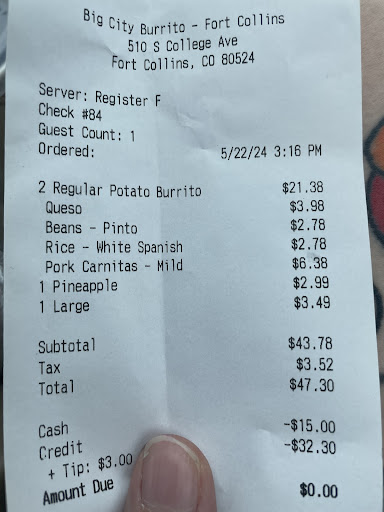 Big City Burrito - Fort Collins
510 S College Ave
Fort Collins, CO 80524
Server: Register F
Check #84
Guest Count: 1
Ordered: 5/22/24 3:16 PM
2 Regular Potato Burrito $21.38
Queso $3.98
Beans - Pinto $2.78
Rice - White Spanish $2.78
Pork Carnitas - Mild $6.38
1 Pineapple $2.99
1 Large $3.49
Subtotal $43.78
Tax $3.52
Total $47.30
Cash -$15.00
Credit -$32.30
+ Tip: $3.00
Amount Due $0.00